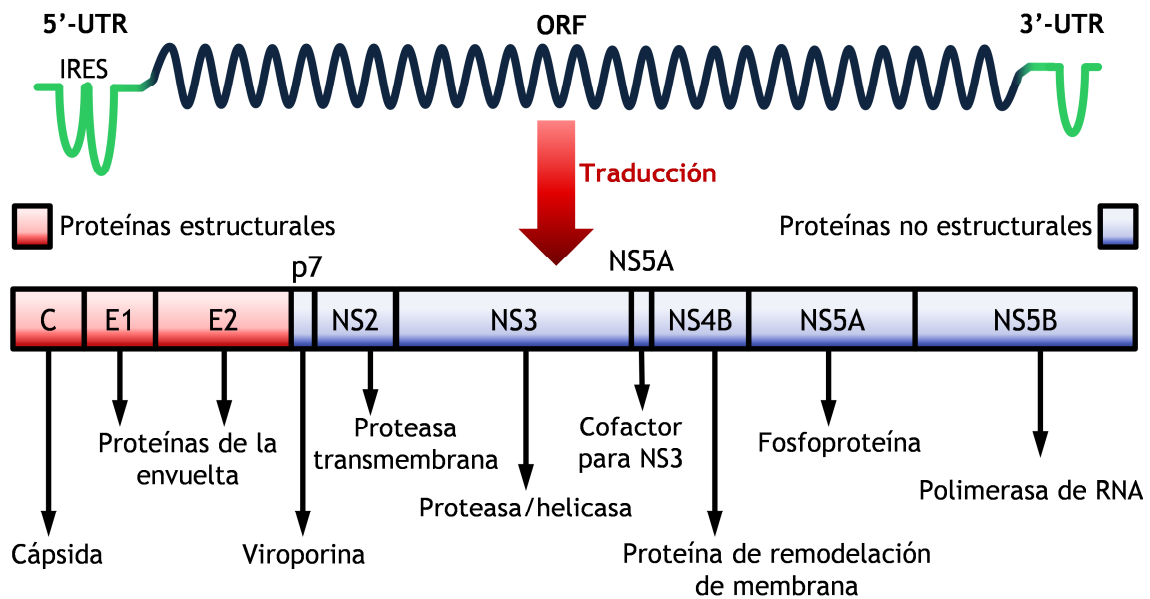 5’-UTR
ORF
3’-UTR
IRES
Traducción
Proteínas estructurales
Proteínas no estructurales
p7
NS5A
C
E1
E2
NS2
NS3
NS4B
NS5A
NS5B
Proteínas de la
envuelta
Proteasa
transmembrana
Cofactor
para NS3
Fosfoproteína
Proteasa/helicasa
Polimerasa de RNA
Cápsida
Viroporina
Proteína de remodelación
de membrana